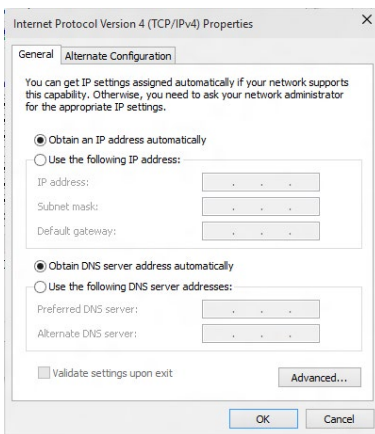 Internet Protocol Version 4 (TCP/IPv4) Properties
General Alternate Configuration
You can get IP settings assigned automatically if your network supports
this capability. Otherwise, you need to ask your network administrator
for the appropriate IP settings.
Obtain an IP address automatically
Use the following IP address:
IP address:
Subnet mask:
Default gateway:
Obtain DNS server address automatically
Use the following DNS server addresses:
Preferred DNS server:
Alternate DNS server:
Validate settings upon exit
Advanced...
OK Cancel